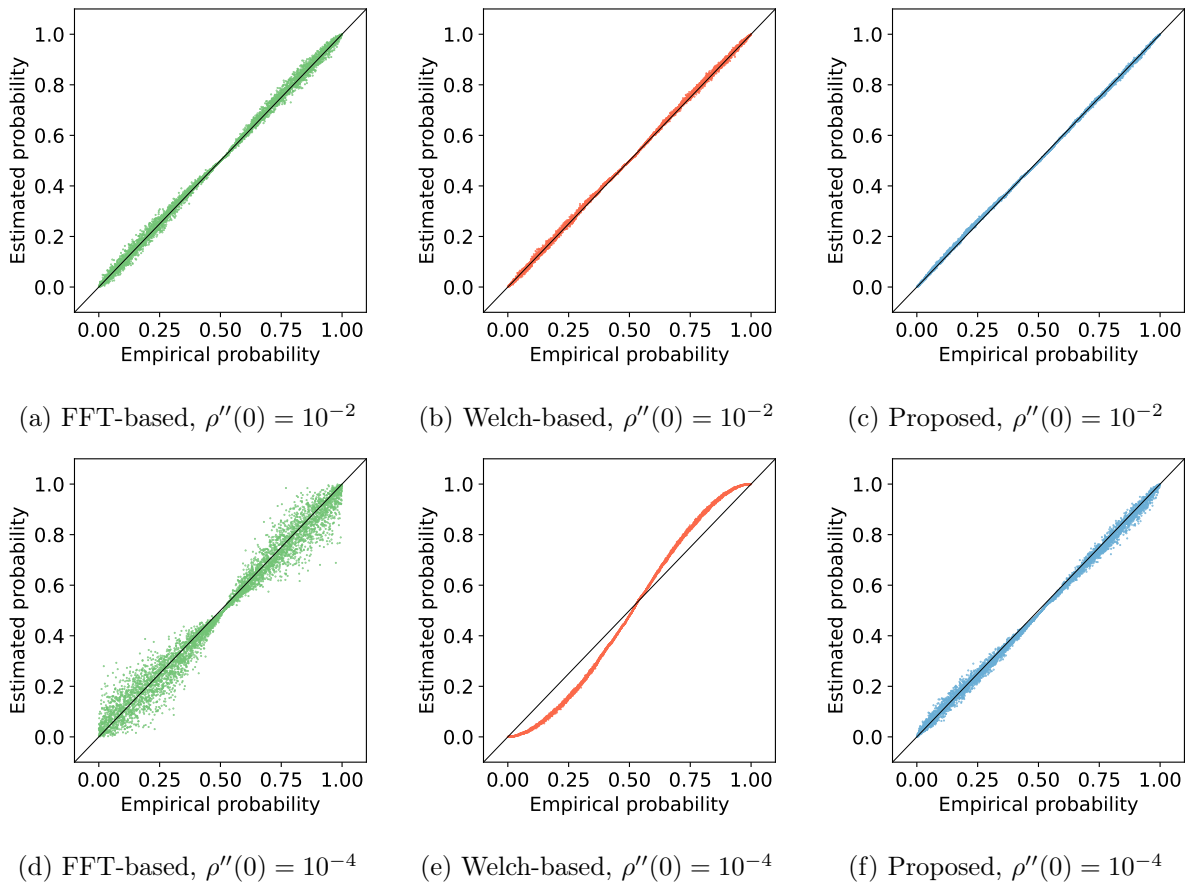 1.0
0.8
0.6
0.4
0.2
0.0
Estimated probability
0.00 0.25 0.50 0.75 1.00
Empirical probability
1.0
0.8
0.6
0.4
0.2
0.0
Estimated probability
0.00 0.25 0.50 0.75 1.00
Empirical probability
1.0
0.8
0.6
0.4
0.2
0.0
Estimated probability
0.00 0.25 0.50 0.75 1.00
Empirical probability
(a) FFT-based, ρ′′(0) = 10⁻²
(b) Welch-based, ρ′′(0) = 10⁻²
(c) Proposed, ρ′′(0) = 10⁻²
1.0
0.8
0.6
0.4
0.2
0.0
Estimated probability
0.00 0.25 0.50 0.75 1.00
Empirical probability
1.0
0.8
0.6
0.4
0.2
0.0
Estimated probability
0.00 0.25 0.50 0.75 1.00
Empirical probability
1.0
0.8
0.6
0.4
0.2
0.0
Estimated probability
0.00 0.25 0.50 0.75 1.00
Empirical probability
(d) FFT-based, ρ′′(0) = 10⁻⁴
(e) Welch-based, ρ′′(0) = 10⁻⁴
(f) Proposed, ρ′′(0) = 10⁻⁴